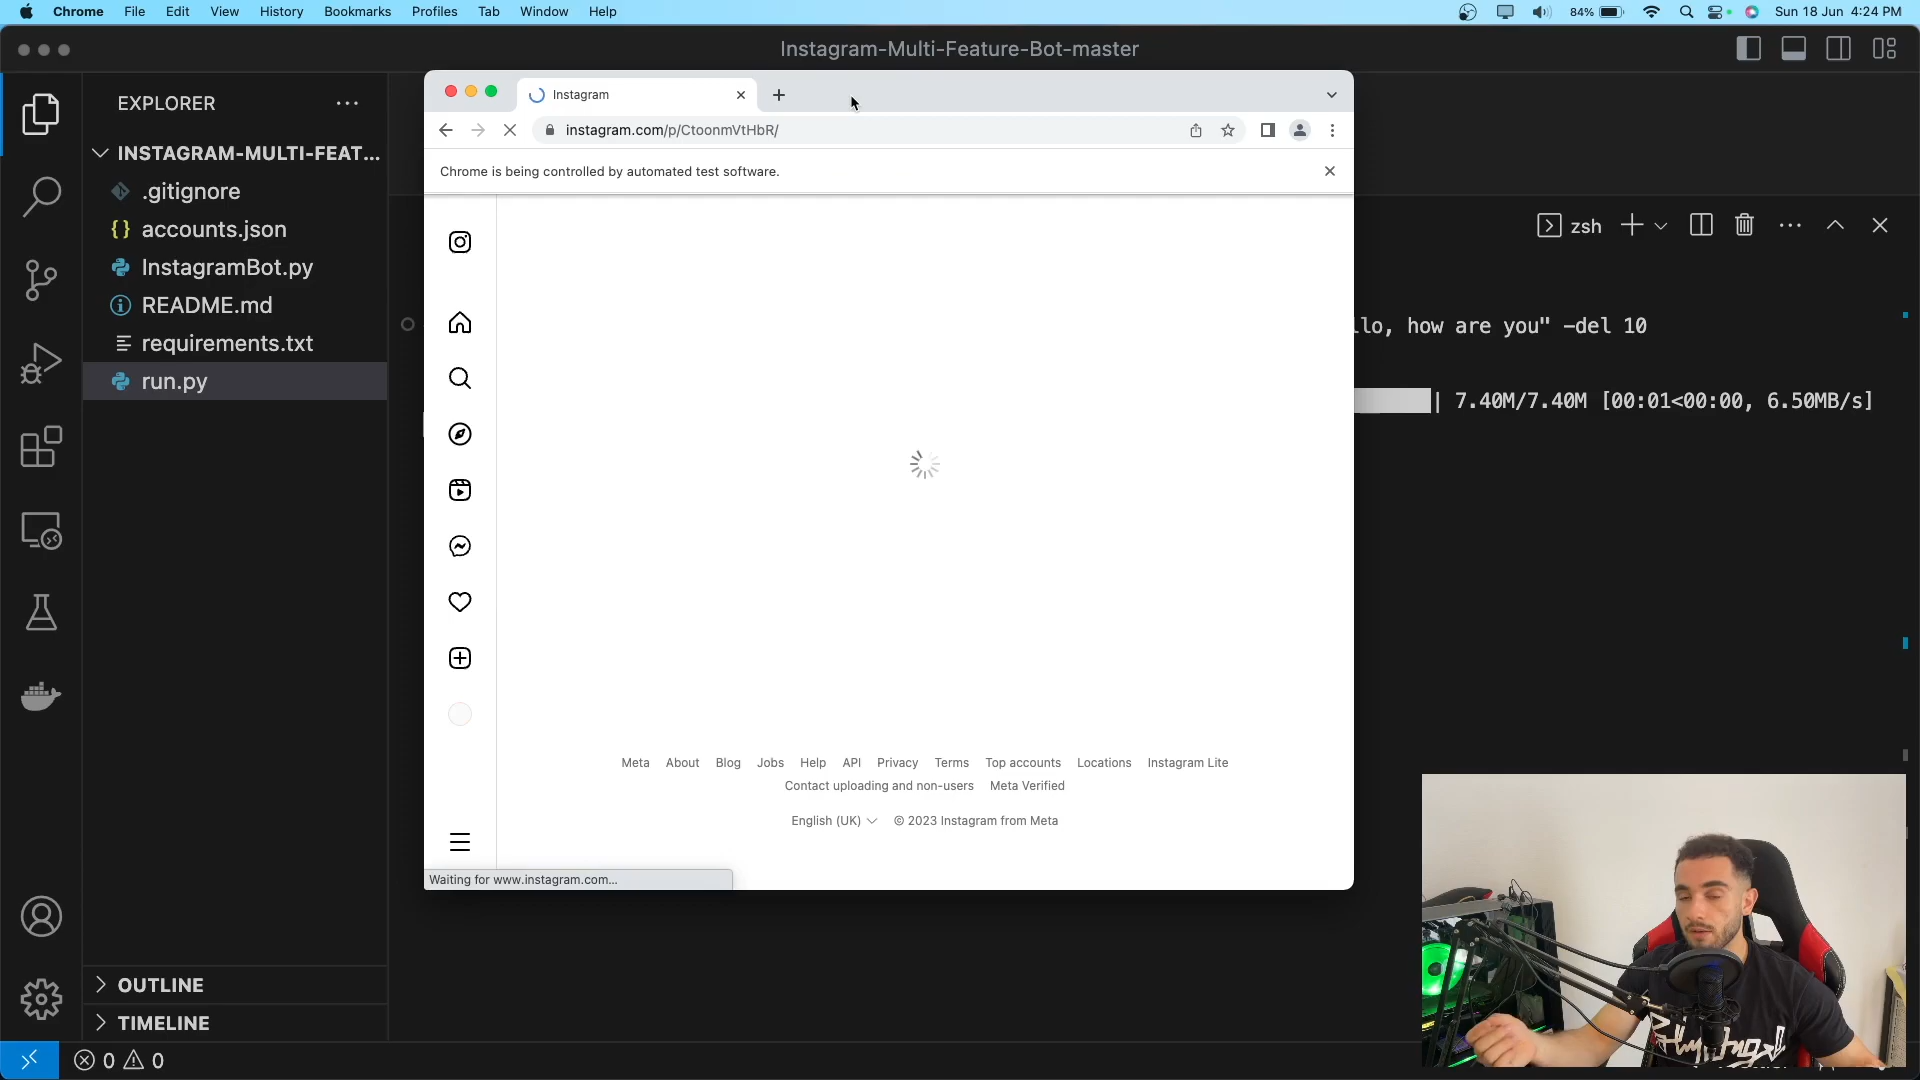 Chrome File Edit View History Bookmarks Profiles Tab Window Help
84% Sun 18 Jun 4:24 PM
Instagram-Multi-Feature-Bot-master
EXPLORER
INSTAGRAM-MULTI-FEAT...
.gitignore
accounts.json
InstagramBot.py
README.md
requirements.txt
run.py
OUTLINE
TIMELINE
0 0
Instagram
instagram.com/p/CtoonmVtHbR/
Chrome is being controlled by automated test software.
Meta About Blog Jobs Help API Privacy Terms Top accounts Locations Instagram Lite
Contact uploading and non-users Meta Verified
English (UK) © 2023 Instagram from Meta
Waiting for www.instagram.com...
zsh
llo, how are you" -del 10
| 7.40M/7.40M [00:01<00:00, 6.50MB/s]